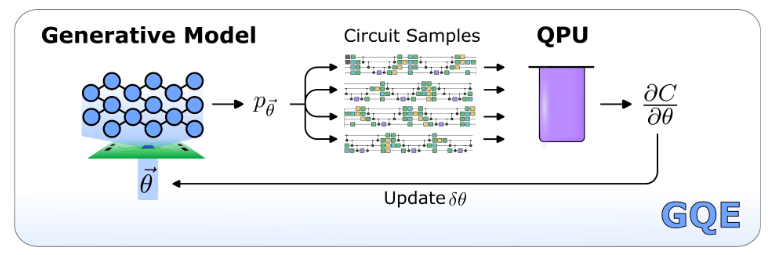 Generative Model
Circuit Samples
QPU
p_θ⃗
∂C
∂θ
θ⃗
Update δθ
GQE